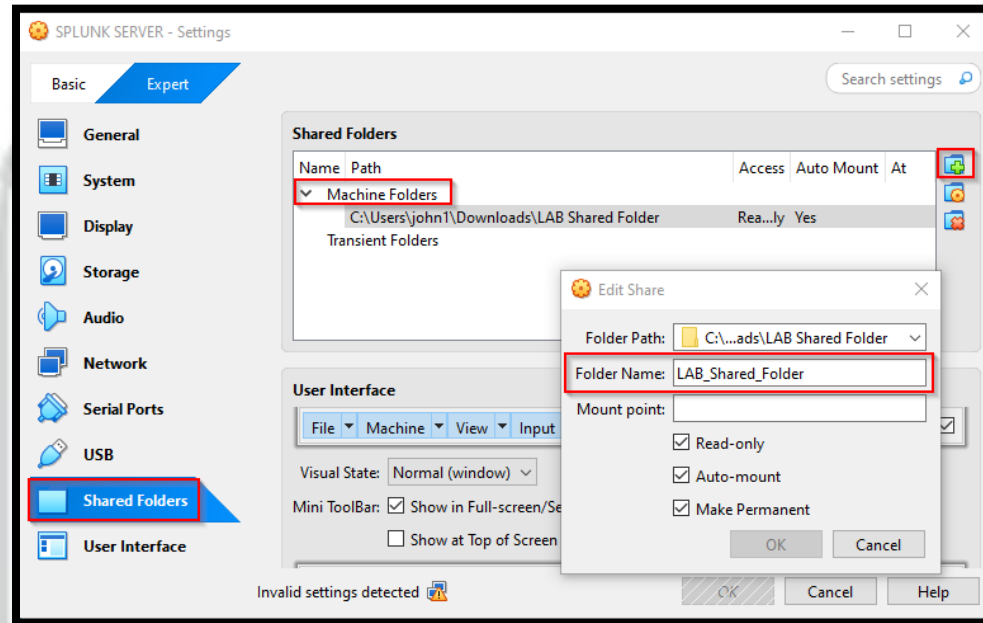 SPLUNK SERVER - Settings
Basic
Expert
Search settings
General
System
Display
Storage
Audio
Network
Serial Ports
USB
Shared Folders
User Interface
Shared Folders
Name Path Access Auto Mount At
Machine Folders
C:\Users\john1\Downloads\LAB Shared Folder Rea...ly Yes
Transient Folders
Edit Share
Folder Path: C:\...ads\LAB Shared Folder
Folder Name: LAB_Shared_Folder
Mount point:
Read-only
Auto-mount
Make Permanent
OK Cancel
User Interface
File Machine View Input
Visual State: Normal (window)
Mini ToolBar: Show in Full-screen/Se
Show at Top of Screen
Invalid settings detected
OK Cancel Help